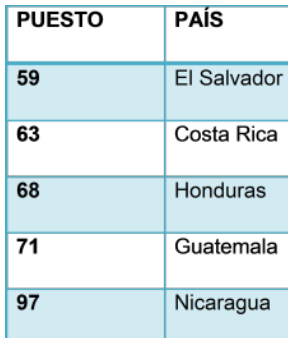 PUESTO PAÍS
59 El Salvador
63 Costa Rica
68 Honduras
71 Guatemala
97 Nicaragua